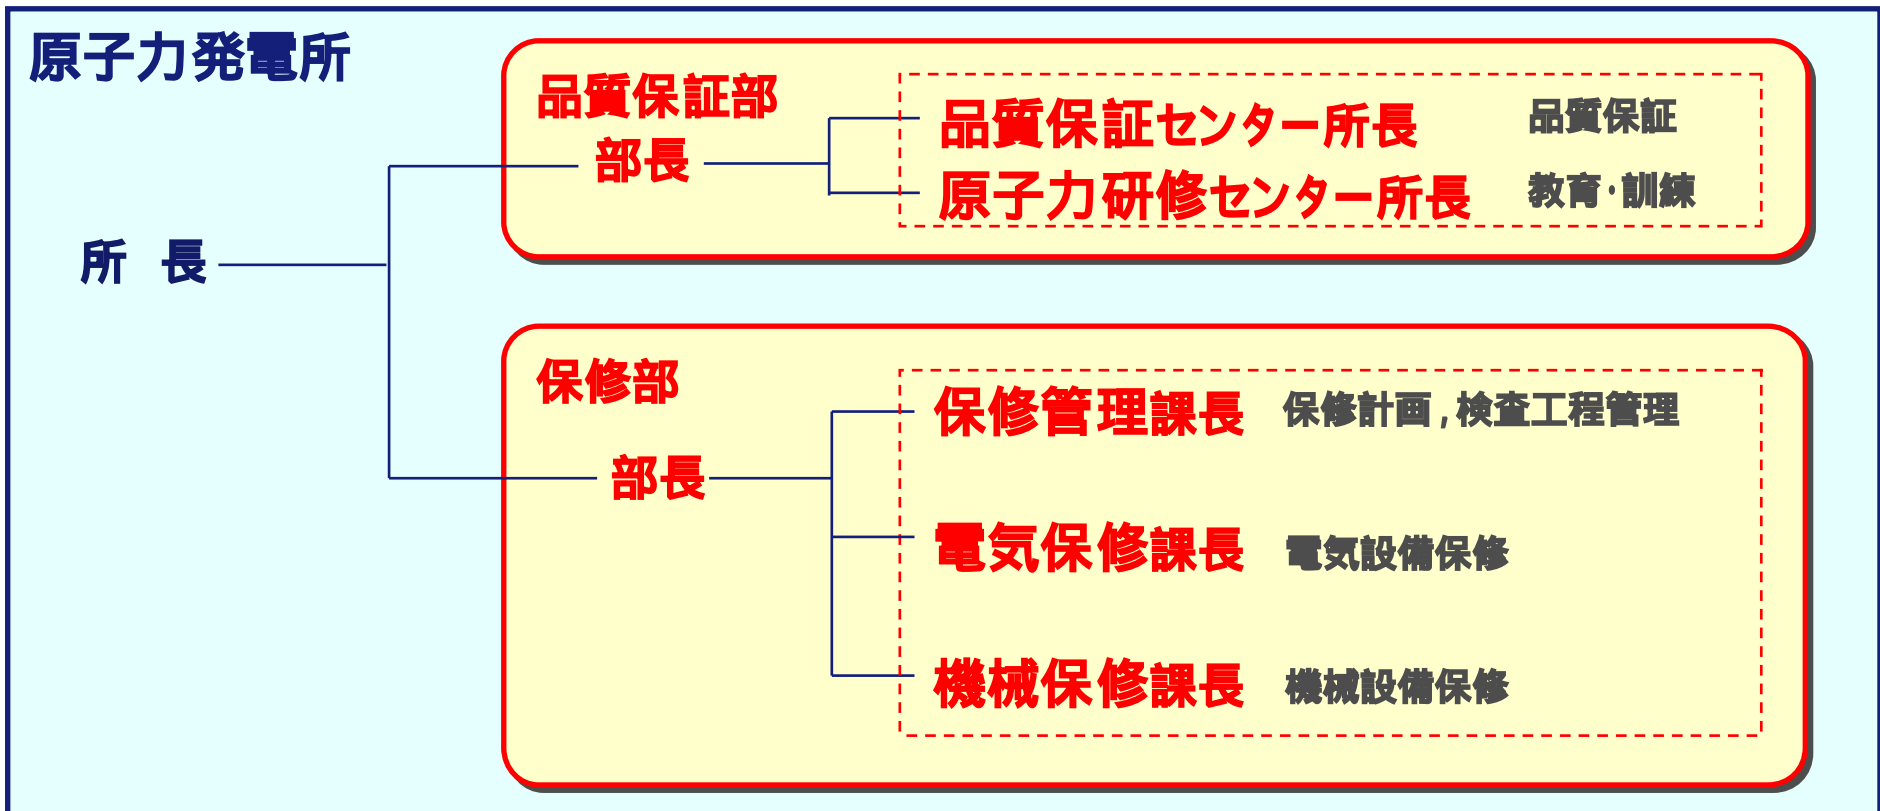 原子力発電所
品質保証部
部長
品質保証センター所長 品質保証
原子力研修センター所長 教育・訓練
所 長
保修部
部長
保修管理課長 保修計画,検査工程管理
電気保修課長 電気設備保修
機械保修課長 機械設備保修